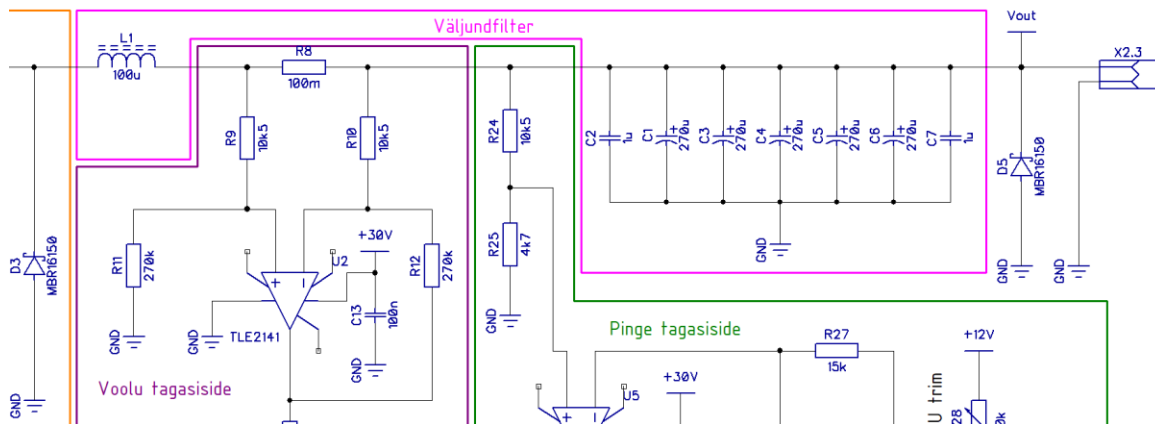 Väljundfilter
Vout
L1
100u
R8
100m
X2.3
R9
10k5
R10
10k5
R24
10k5
C2
1u
C1
270u
C3
270u
C4
270u
C5
270u
C6
270u
C7
1u
D5
MBR16150
GND
GND
GND
D3
MBR16150
GND
R11
270k
GND
+30V
U2
R12
270k
R25
4k7
GND
TLE2141
GND
C13
100n
GND
Voolu tagasiside
Pinge tagasiside
R27
15k
+12V
+30V
U5
U trim
28
0k